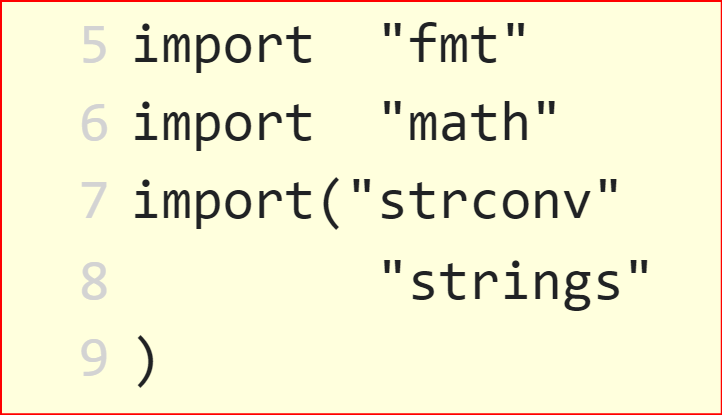 5 import  "fmt"
6 import  "math"
7 import("strconv"
8         "strings"
9 )